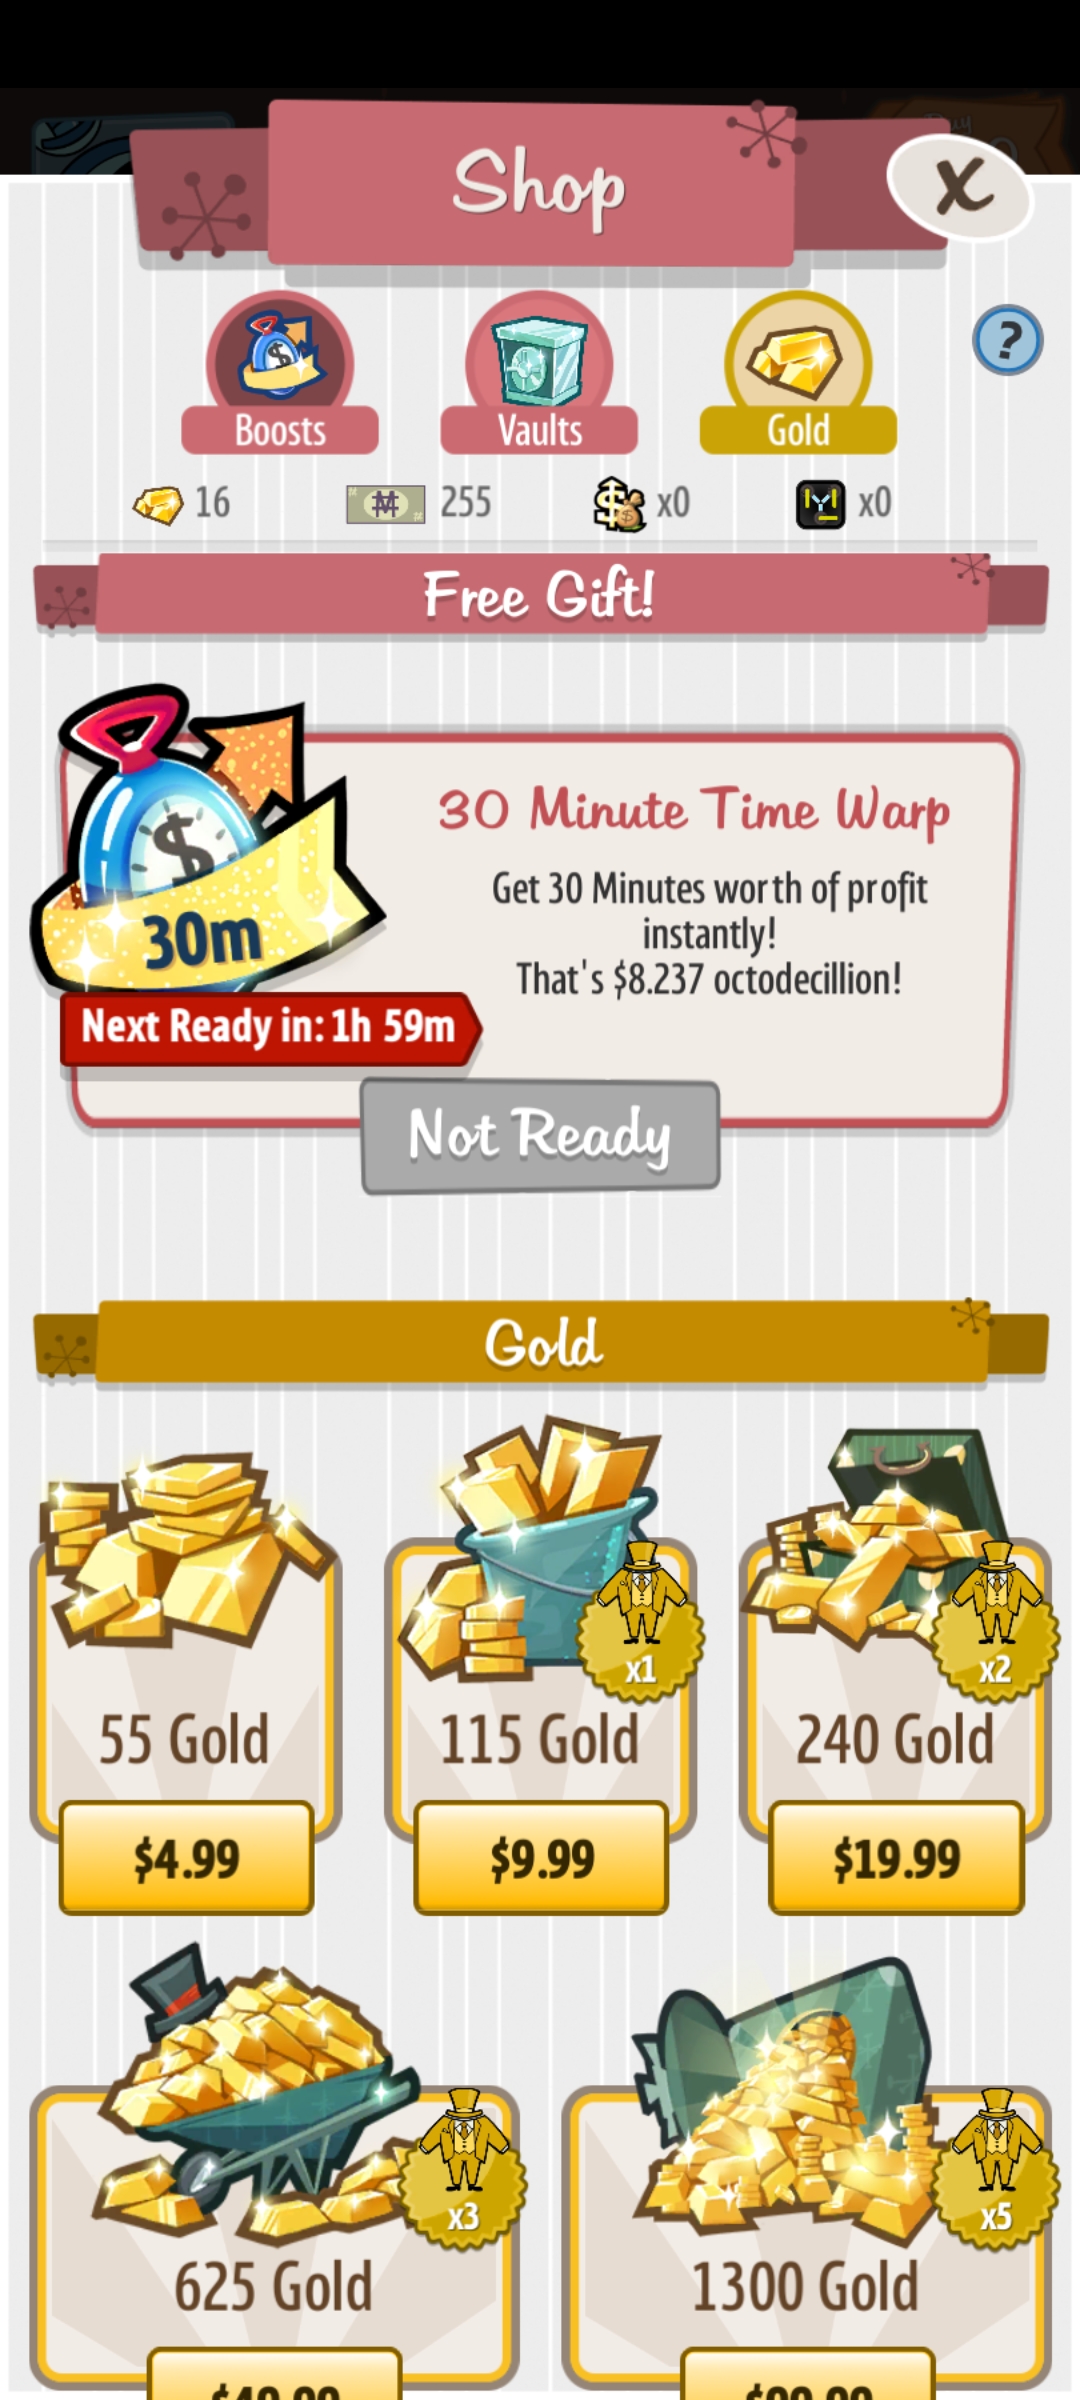 Shop
Boosts
Vaults
Gold
?
16
255
x0
x0
Free Gift!
30m
30 Minute Time Warp
Get 30 Minutes worth of profit
instantly!
That's $8.237 octodecillion!
Next Ready in: 1h 59m
Not Ready
Gold
x1
x2
55 Gold
115 Gold
240 Gold
$4.99
$9.99
$19.99
x3
x5
625 Gold
1300 Gold